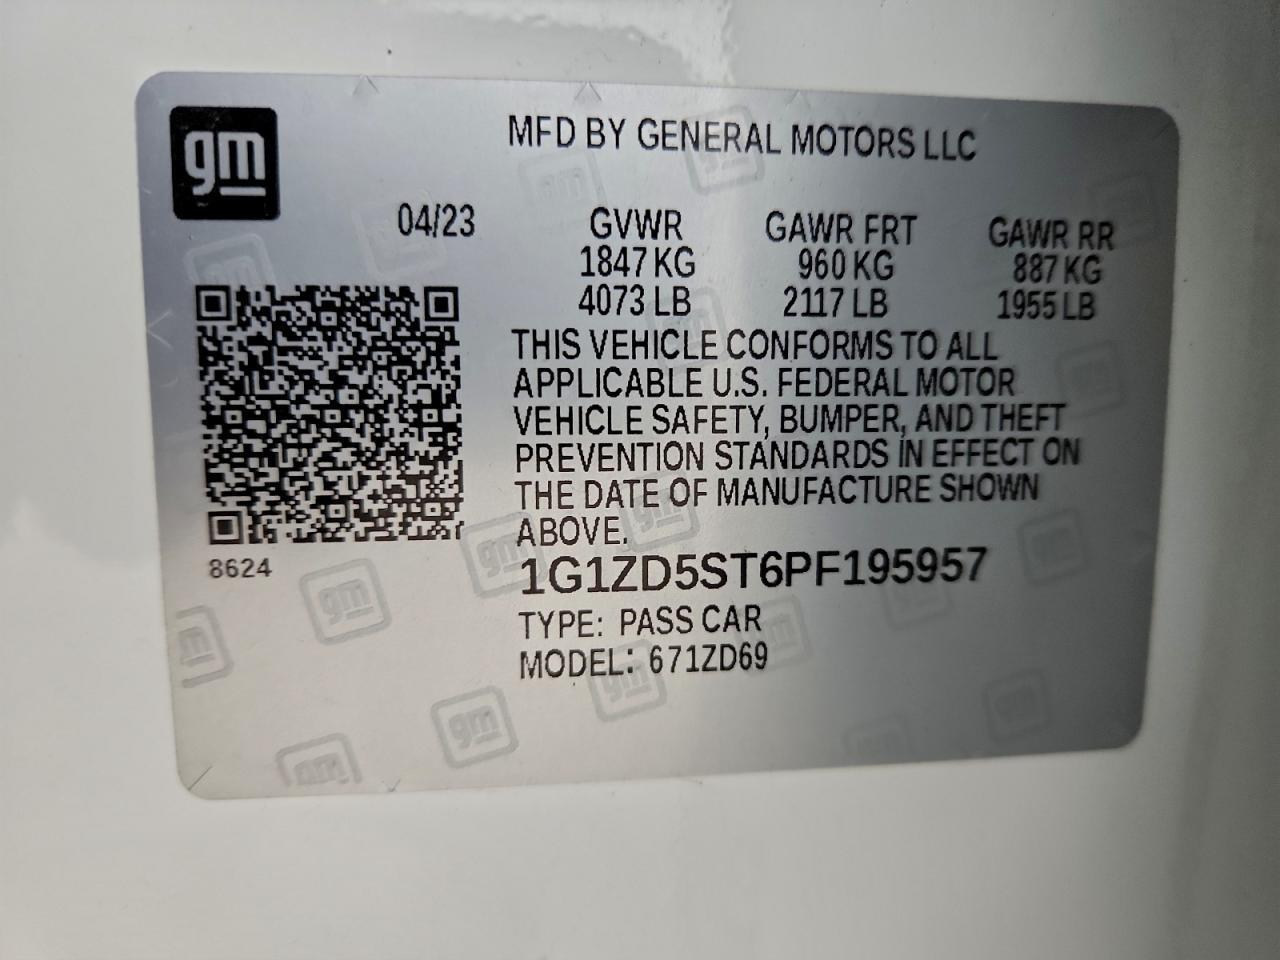 gm
MFD BY GENERAL MOTORS LLC
04/23
GVWR GAWR FRT GAWR RR
1847 KG 960 KG 887 KG
4073 LB 2117 LB 1955 LB
THIS VEHICLE CONFORMS TO ALL
APPLICABLE U.S. FEDERAL MOTOR
VEHICLE SAFETY, BUMPER, AND THEFT
PREVENTION STANDARDS IN EFFECT ON
THE DATE OF MANUFACTURE SHOWN
ABOVE.
8624
1G1ZD5ST6PF195957
TYPE: PASS CAR
MODEL: 671ZD69